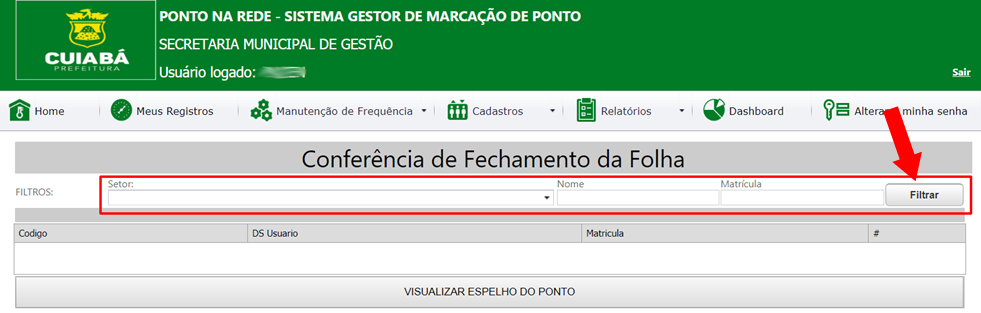 PONTO NA REDE - SISTEMA GESTOR DE MARCAÇÃO DE PONTO
CUIABÁ
PREFEITURA
SECRETARIA MUNICIPAL DE GESTÃO
Usuário logado:
Sair
Home Meus Registros Manutenção de Frequência Cadastros Relatórios Dashboard minha senha
Conferência de Fechamento da Folha
FILTROS: Setor: Nome Matrícula Filtrar
Codigo DS Usuario Matricula #
VISUALIZAR ESPELHO DO PONTO